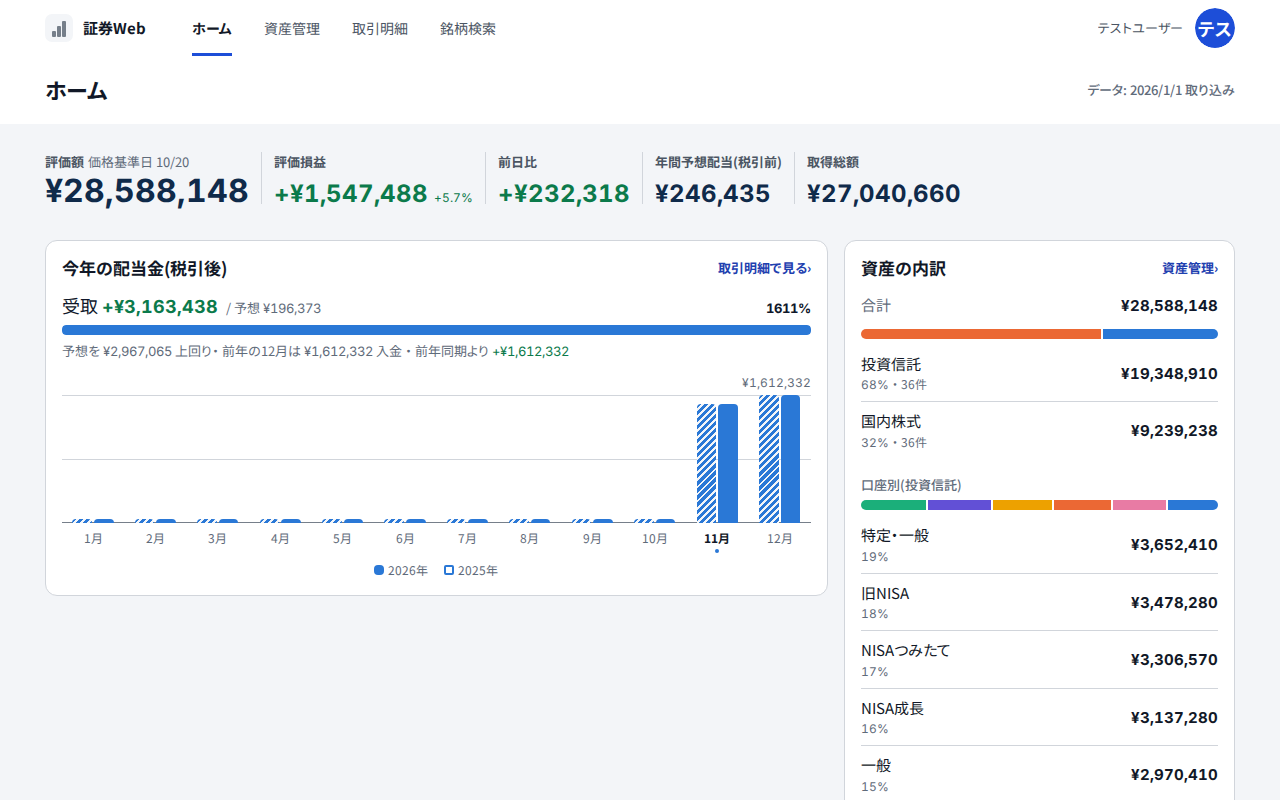 証券Web
ホーム
資産管理
取引明細
銘柄検索
テストユーザー
テス
ホーム
データ: 2026/1/1 取り込み
評価額 価格基準日 10/20
¥28,588,148
評価損益
+¥1,547,488 +5.7%
前日比
+¥232,318
年間予想配当(税引前)
¥246,435
取得総額
¥27,040,660
今年の配当金(税引後)
取引明細で見る›
受取 +¥3,163,438 / 予想 ¥196,373
1611%
予想を ¥2,967,065 上回り・前年の12月は ¥1,612,332 入金・前年同期より +¥1,612,332
¥1,612,332
1月 2月 3月 4月 5月 6月 7月 8月 9月 10月 11月 12月
2026年 2025年
資産の内訳
資産管理›
合計
¥28,588,148
投資信託
68%・36件
¥19,348,910
国内株式
32%・36件
¥9,239,238
口座別(投資信託)
特定・一般
19%
¥3,652,410
旧NISA
18%
¥3,478,280
NISAつみたて
17%
¥3,306,570
NISA成長
16%
¥3,137,280
一般
15%
¥2,970,410